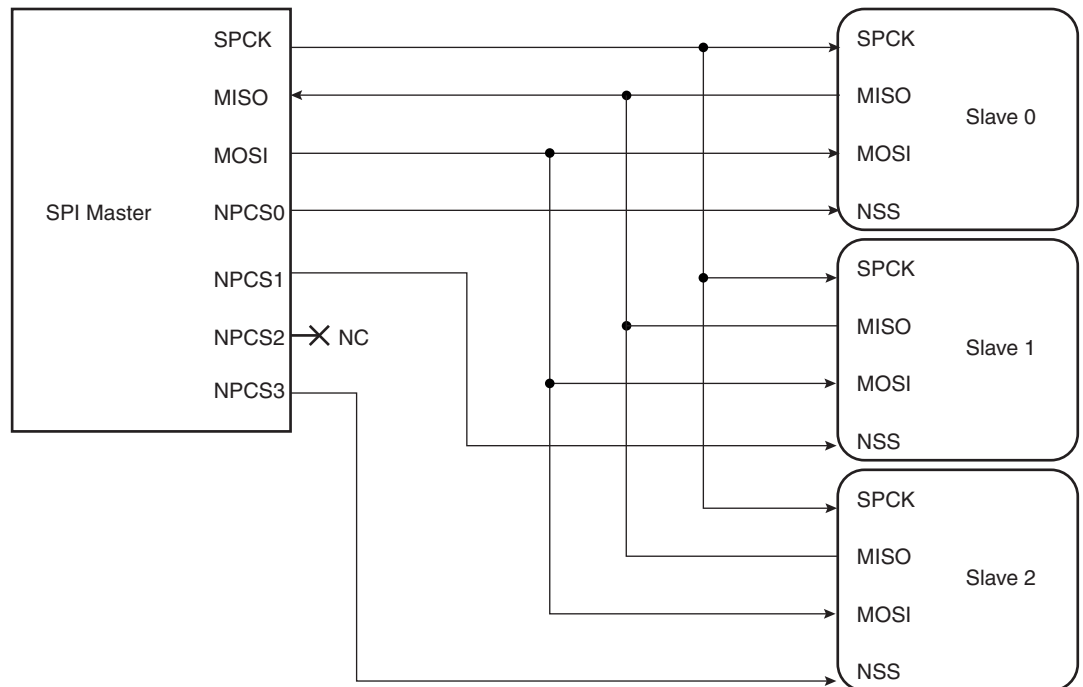 SPI Master
SPCK
MISO
MOSI
NPCS0
NPCS1
NPCS2
NC
NPCS3
SPCK
MISO
Slave 0
MOSI
NSS
SPCK
MISO
Slave 1
MOSI
NSS
SPCK
MISO
Slave 2
MOSI
NSS